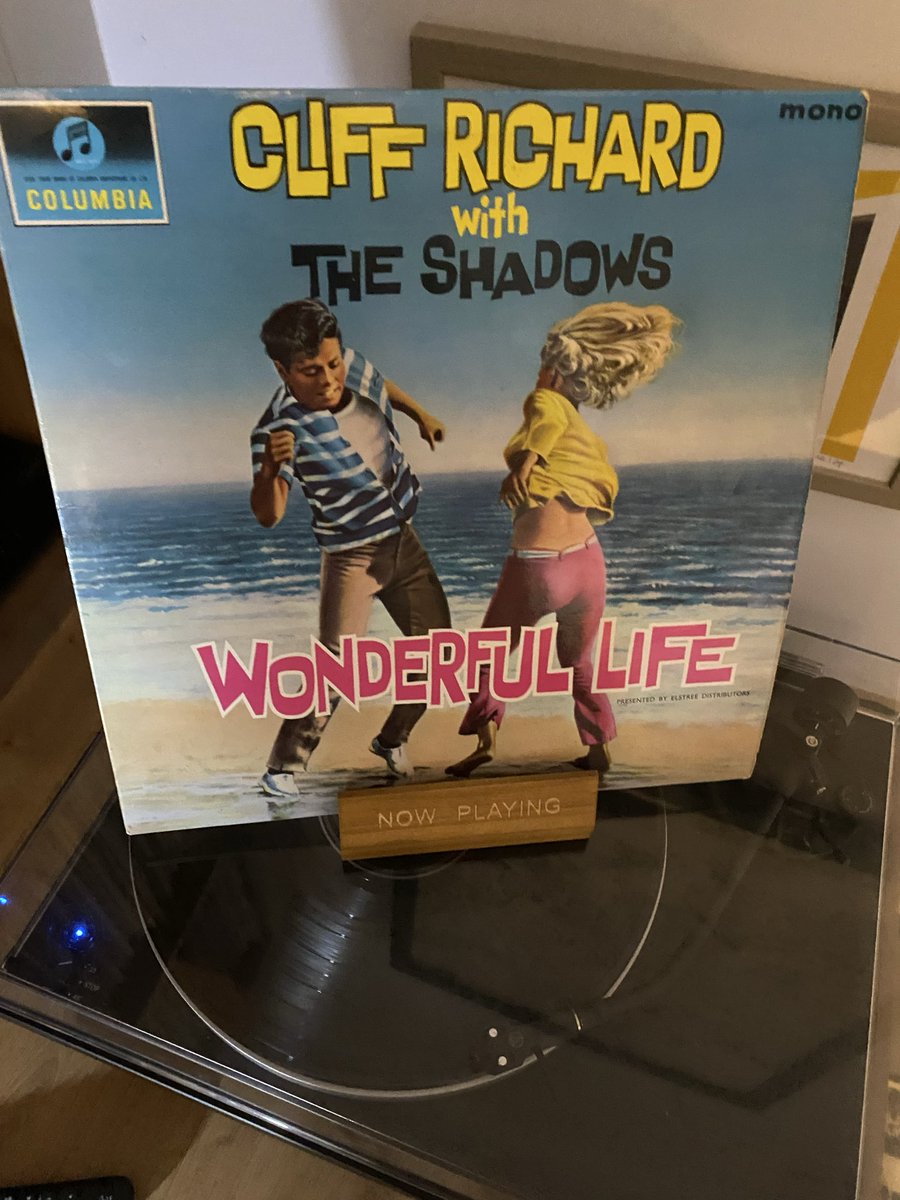 CLIFF RICHARD
mono
COLUMBIA
with
THE SHADOWS
WONDERFUL LIFE
PRESENTED BY ELSTREE DISTRIBUTORS
NOW PLAYING